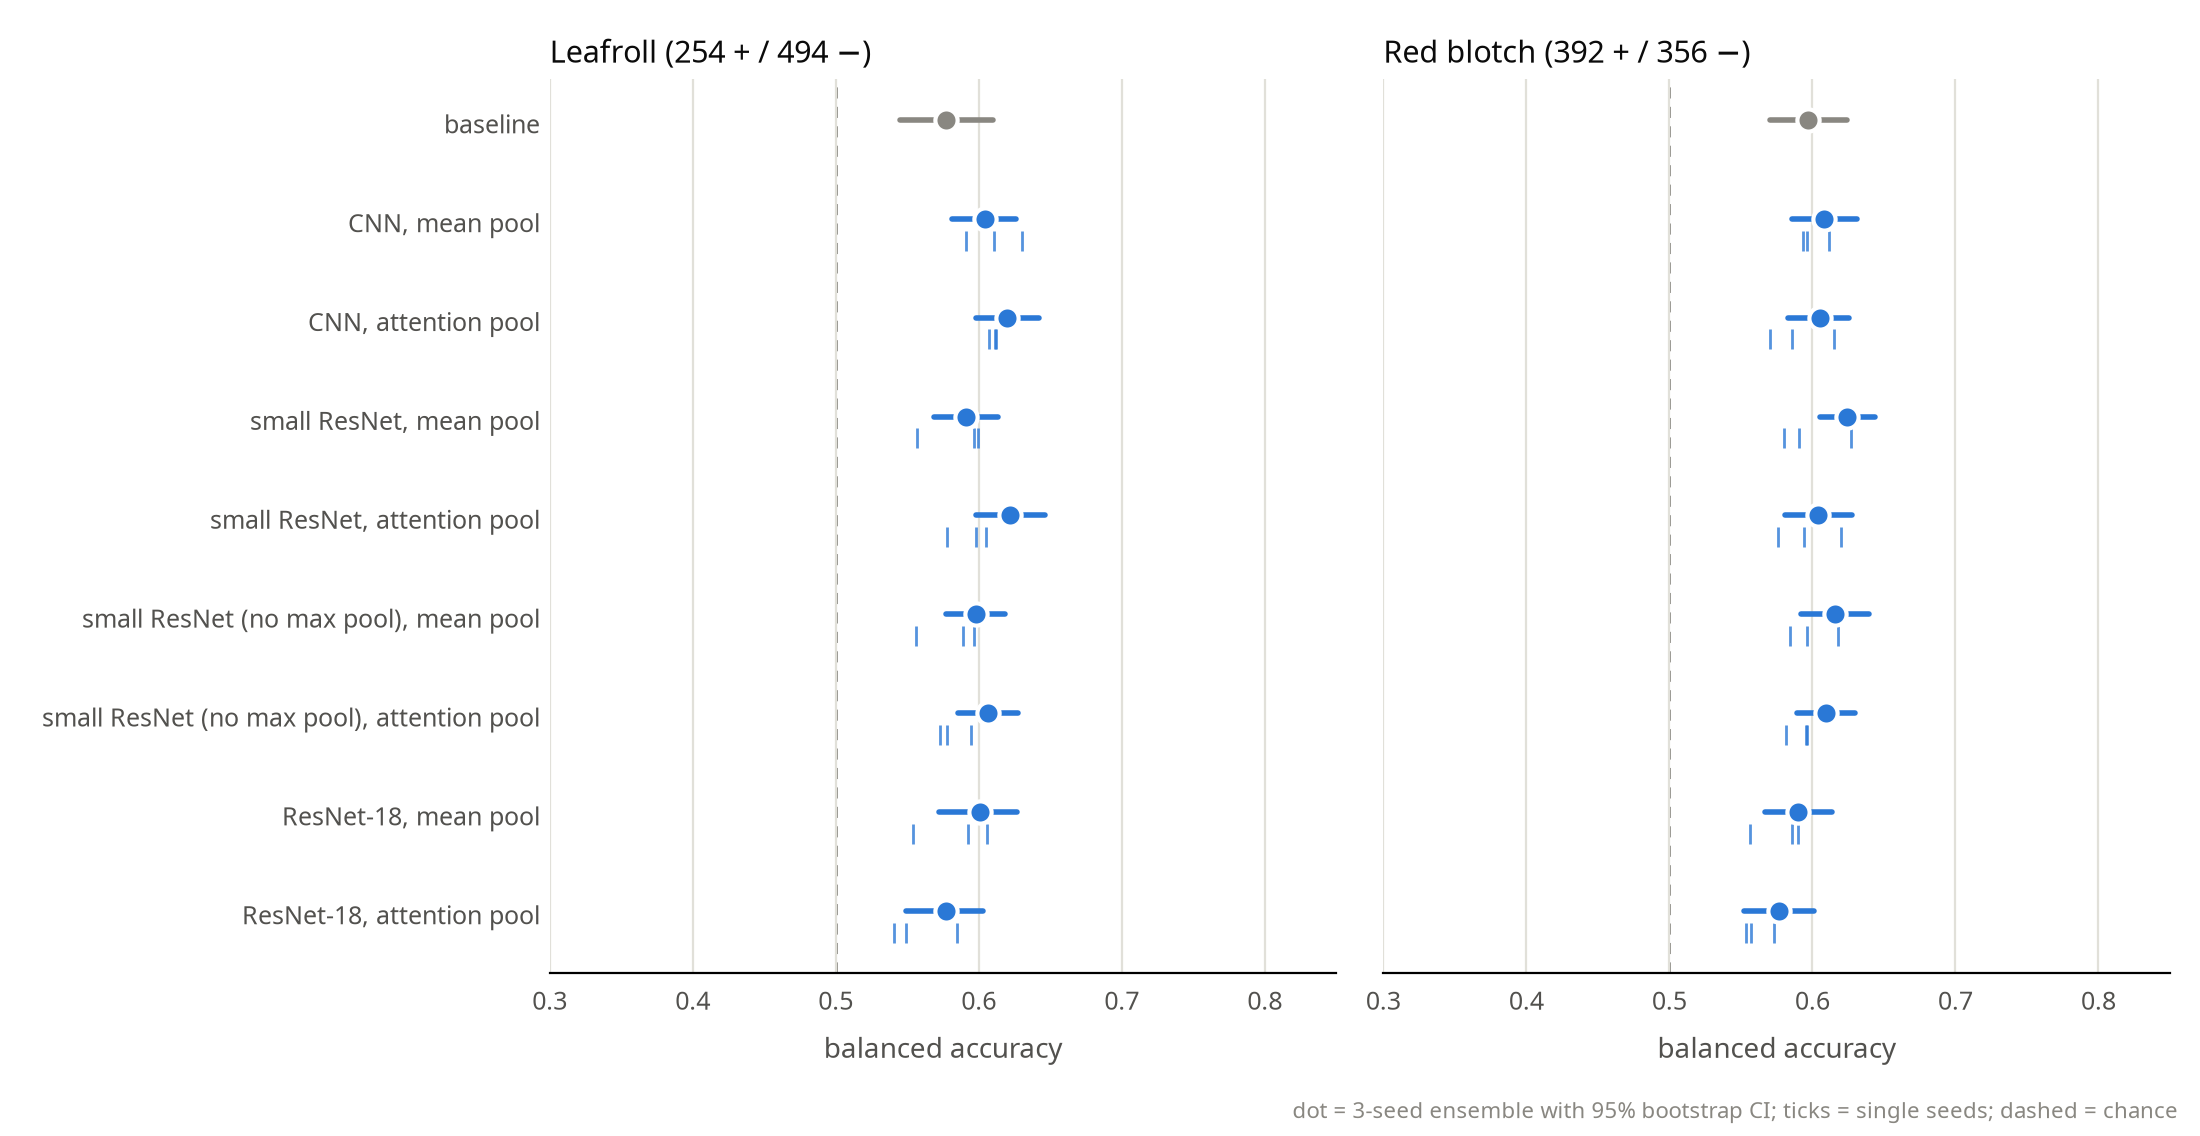 Leafroll (254 + / 494 −)
Red blotch (392 + / 356 −)
baseline
CNN, mean pool
CNN, attention pool
small ResNet, mean pool
small ResNet, attention pool
small ResNet (no max pool), mean pool
small ResNet (no max pool), attention pool
ResNet-18, mean pool
ResNet-18, attention pool
0.3 0.4 0.5 0.6 0.7 0.8
0.3 0.4 0.5 0.6 0.7 0.8
balanced accuracy
balanced accuracy
dot = 3-seed ensemble with 95% bootstrap CI; ticks = single seeds; dashed = chance